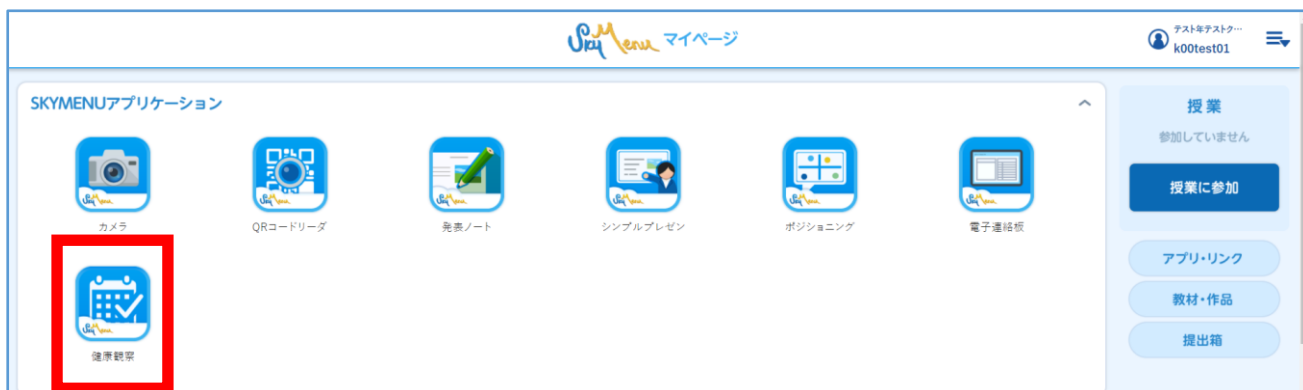 SkyMenu マイページ
テスト年テストク…
k00test01
SKYMENUアプリケーション
カメラ
QRコードリーダ
発表ノート
シンプルプレゼン
ポジショニング
電子連絡板
健康観察
授業
参加していません
授業に参加
アプリ・リンク
教材・作品
提出箱